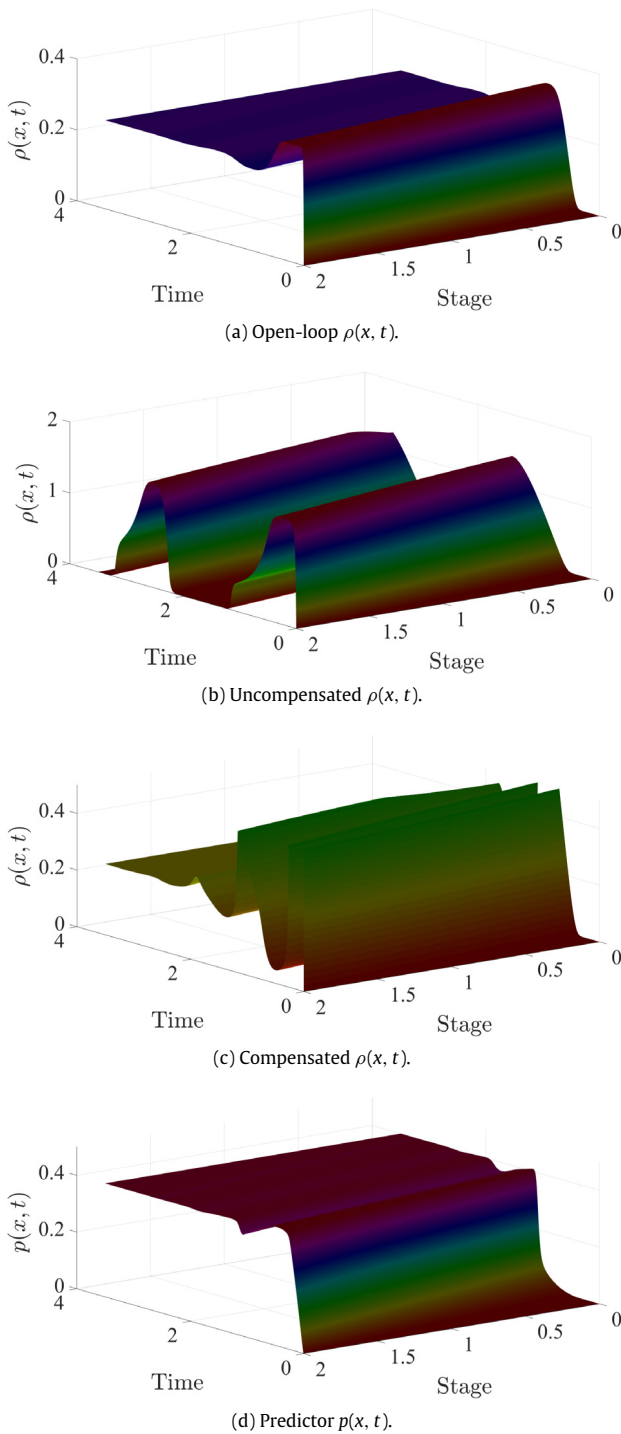 0.4
0.2
0
ρ(x, t)
4
2
0
Time
2
1.5
1
0.5
0
Stage
(a) Open-loop ρ(x, t).
2
1
0
ρ(x, t)
4
2
0
Time
2
1.5
1
0.5
0
Stage
(b) Uncompensated ρ(x, t).
0.4
0.2
0
ρ(x, t)
4
2
0
Time
2
1.5
1
0.5
0
Stage
(c) Compensated ρ(x, t).
0.4
0.2
0
p(x, t)
4
2
0
Time
2
1.5
1
0.5
0
Stage
(d) Predictor p(x, t).